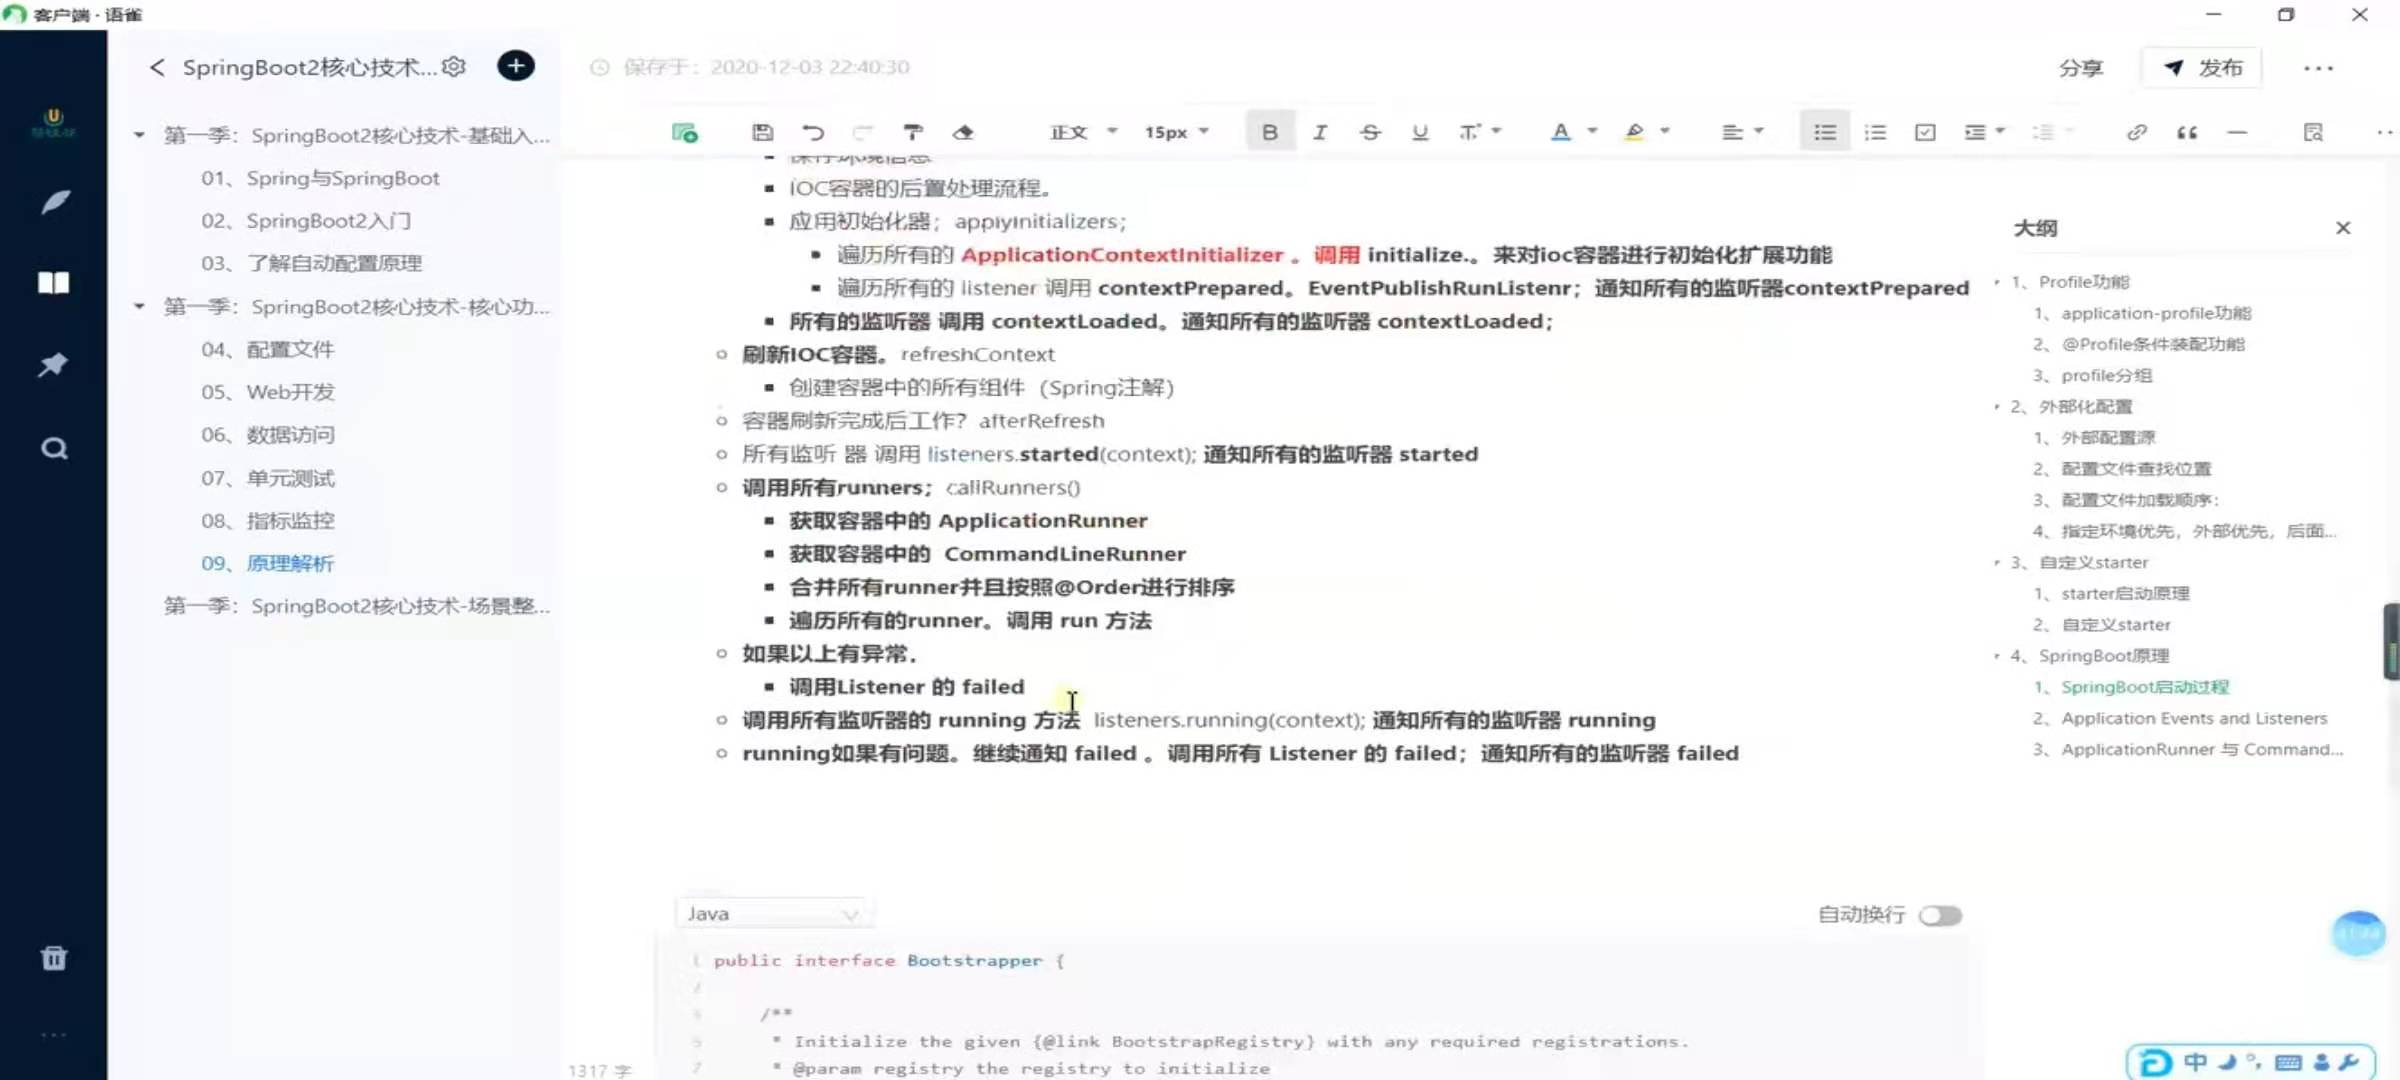 客户端 · 语雀
SpringBoot2核心技术...
保存于：2020-12-03 22:40:30
分享
发布
第一季：SpringBoot2核心技术-基础入...
01、Spring与SpringBoot
02、SpringBoot2入门
03、了解自动配置原理
第一季：SpringBoot2核心技术-核心功...
04、配置文件
05、Web开发
06、数据访问
07、单元测试
08、指标监控
09、原理解析
第一季：SpringBoot2核心技术-场景整...
正文
15px
B I S U
A
保存环境信息
IOC容器的后置处理流程。
应用初始化器；applyInitializers；
遍历所有的 ApplicationContextInitializer 。调用 initialize.。来对ioc容器进行初始化扩展功能
遍历所有的 listener 调用 contextPrepared。EventPublishRunListenr；通知所有的监听器contextPrepared
所有的监听器 调用 contextLoaded。通知所有的监听器 contextLoaded；
刷新IOC容器。refreshContext
创建容器中的所有组件（Spring注解）
容器刷新完成后工作？afterRefresh
所有监听 器 调用 listeners.started(context); 通知所有的监听器 started
调用所有runners；callRunners()
获取容器中的 ApplicationRunner
获取容器中的 CommandLineRunner
合并所有runner并且按照@Order进行排序
遍历所有的runner。调用 run 方法
如果以上有异常，
调用Listener 的 failed
调用所有监听器的 running 方法 listeners.running(context); 通知所有的监听器 running
running如果有问题。继续通知 failed 。调用所有 Listener 的 failed；通知所有的监听器 failed
Java
自动换行
1 public interface Bootstrapper {
/**
* Initialize the given {@link BootstrapRegistry} with any required registrations.
7 * @param registry the registry to initialize
1317 字
大纲
1、Profile功能
1、application-profile功能
2、@Profile条件装配功能
3、profile分组
2、外部化配置
1、外部配置源
2、配置文件查找位置
3、配置文件加载顺序：
4、指定环境优先，外部优先，后面...
3、自定义starter
1、starter启动原理
2、自定义starter
4、SpringBoot原理
1、SpringBoot启动过程
2、Application Events and Listeners
3、ApplicationRunner 与 Command...
中